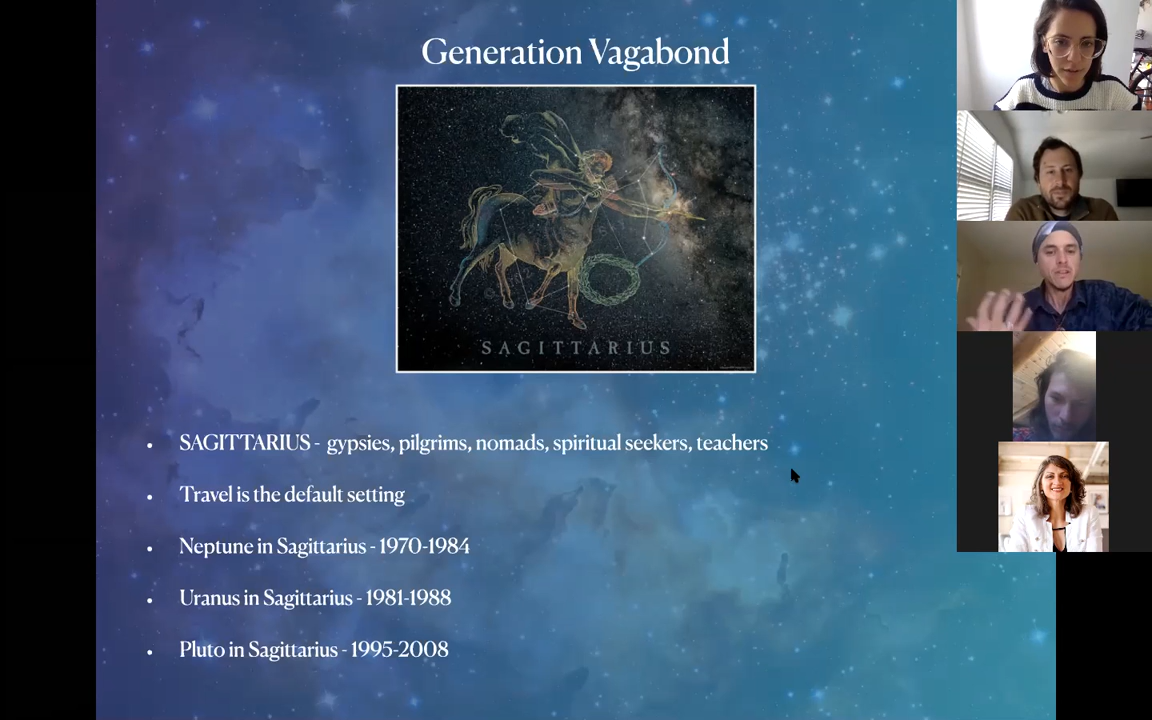 Generation Vagabond
SAGITTARIUS
SAGITTARIUS - gypsies, pilgrims, nomads, spiritual seekers, teachers
Travel is the default setting
Neptune in Sagittarius - 1970-1984
Uranus in Sagittarius - 1981-1988
Pluto in Sagittarius - 1995-2008